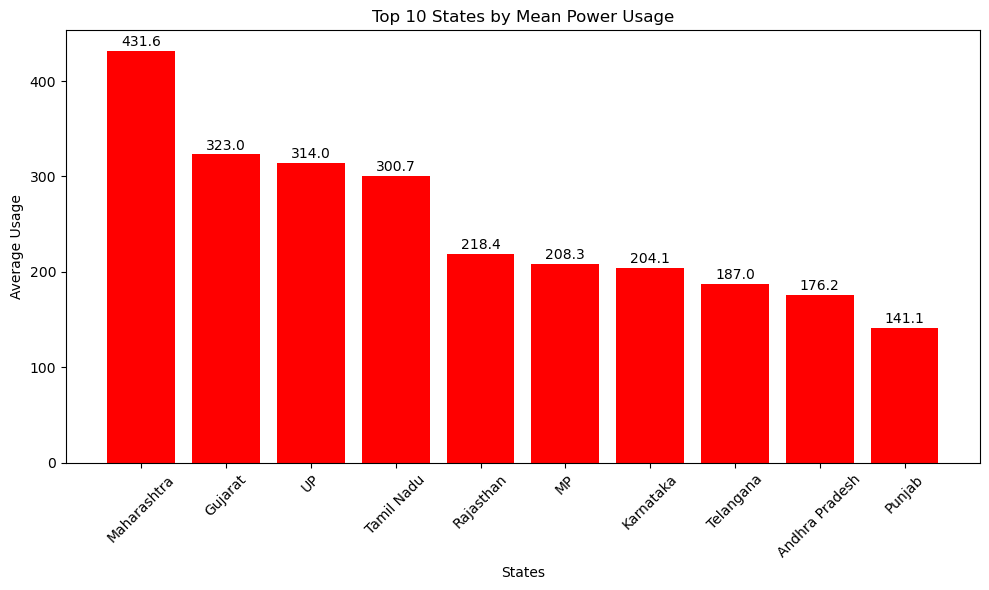 Top 10 States by Mean Power Usage
Average Usage
400
300
200
100
0
431.6
323.0
314.0
300.7
218.4
208.3
204.1
187.0
176.2
141.1
Maharashtra
Gujarat
UP
Tamil Nadu
Rajasthan
MP
Karnataka
Telangana
Andhra Pradesh
Punjab
States